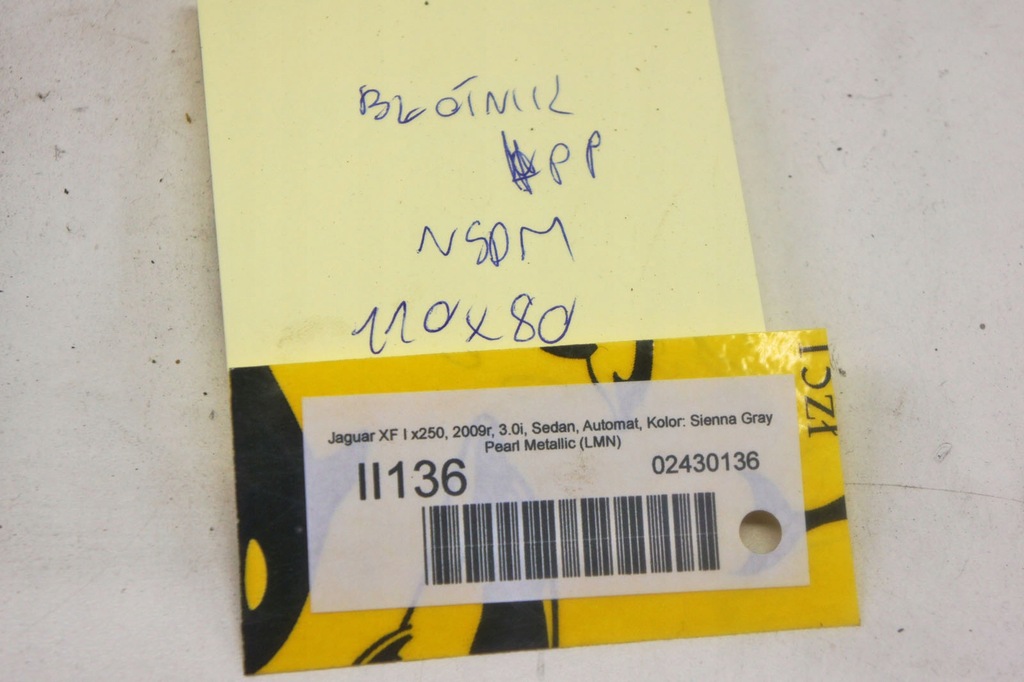 BŁOTNIK
PP
NSDM
110x80
Jaguar XF I x250, 2009r, 3.0i, Sedan, Automat, Kolor: Sienna Gray
Pearl Metallic (LMN)
II136
02430136